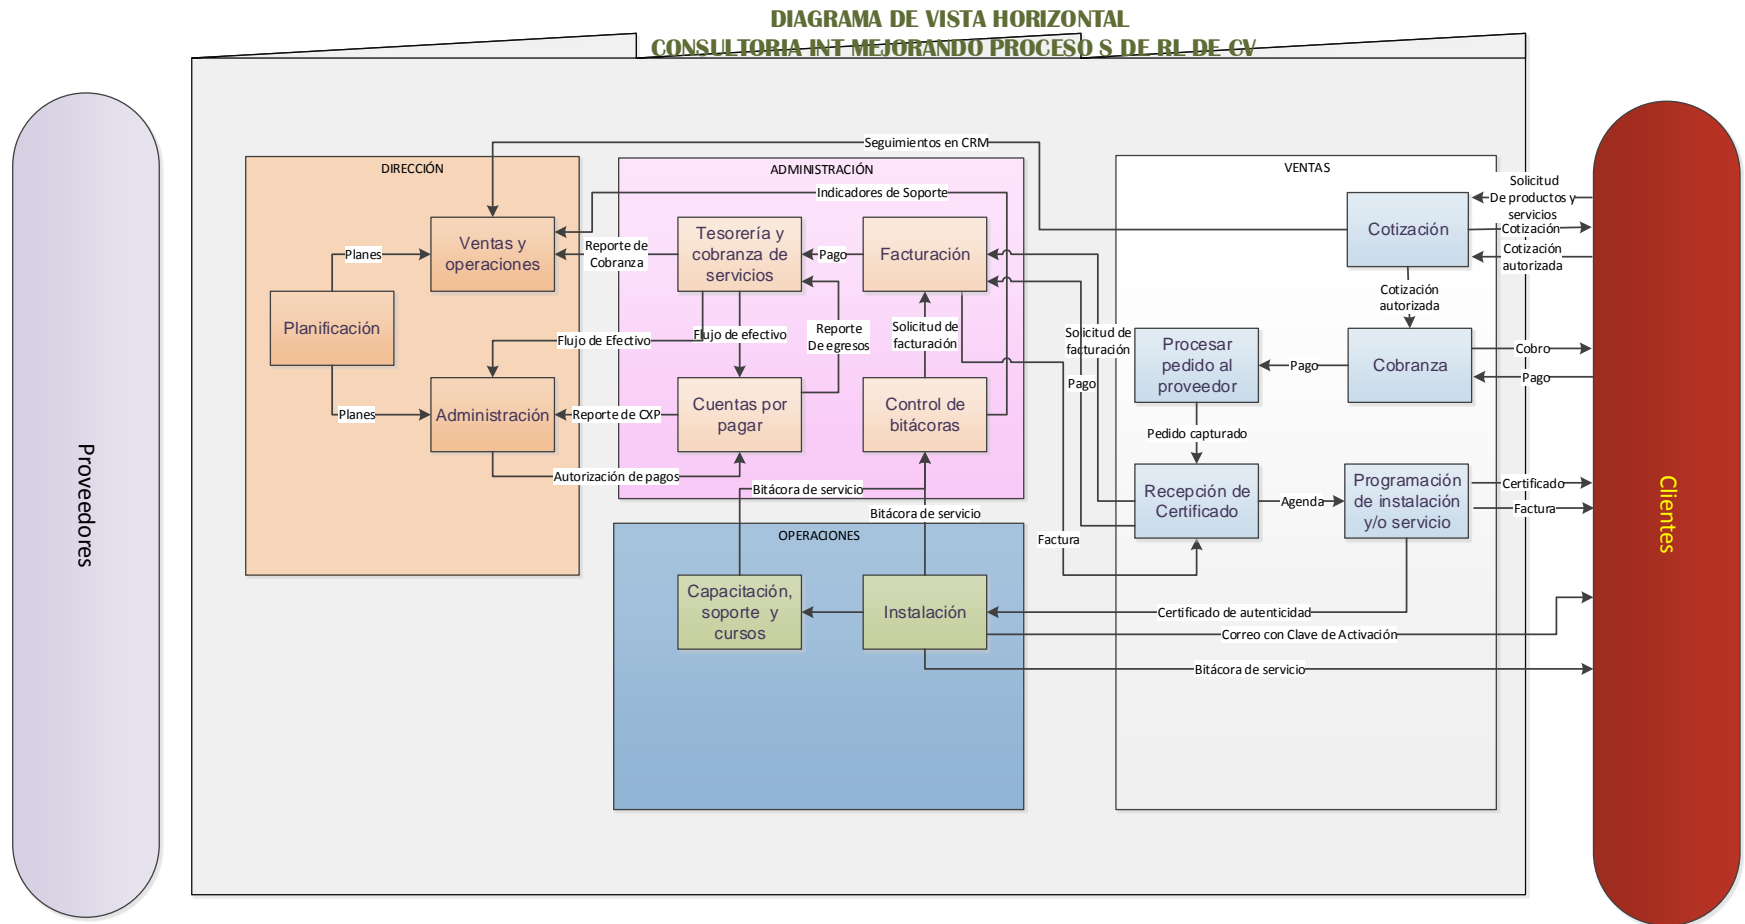 DIAGRAMA DE VISTA HORIZONTAL
CONSULTORIA INT MEJORANDO PROCESO S DE RL DE CV
Proveedores
DIRECCIÓN
Ventas y
operaciones
Planes
Planificación
Planes
Administración
Seguimientos en CRM
ADMINISTRACIÓN
Indicadores de Soporte
Reporte de
Cobranza
Tesorería y
cobranza de
servicios
Pago
Facturación
Flujo de Efectivo
Flujo de efectivo
Reporte
De egresos
Solicitud de
facturación
Reporte de CXP
Cuentas por
pagar
Control de
bitácoras
Autorización de pagos
Bitácora de servicio
Bitácora de servicio
OPERACIONES
Capacitación,
soporte y
cursos
Instalación
VENTAS
Cotización
Solicitud
De productos y
servicios
Cotización
Cotización
autorizada
Cotización
autorizada
Solicitud de
facturación
Procesar
pedido al
proveedor
Pago
Cobranza
Cobro
Pago
Pago
Pedido capturado
Recepción de
Certificado
Agenda
Programación
de instalación
y/o servicio
Certificado
Factura
Factura
Certificado de autenticidad
Correo con Clave de Activación
Bitácora de servicio
Clientes